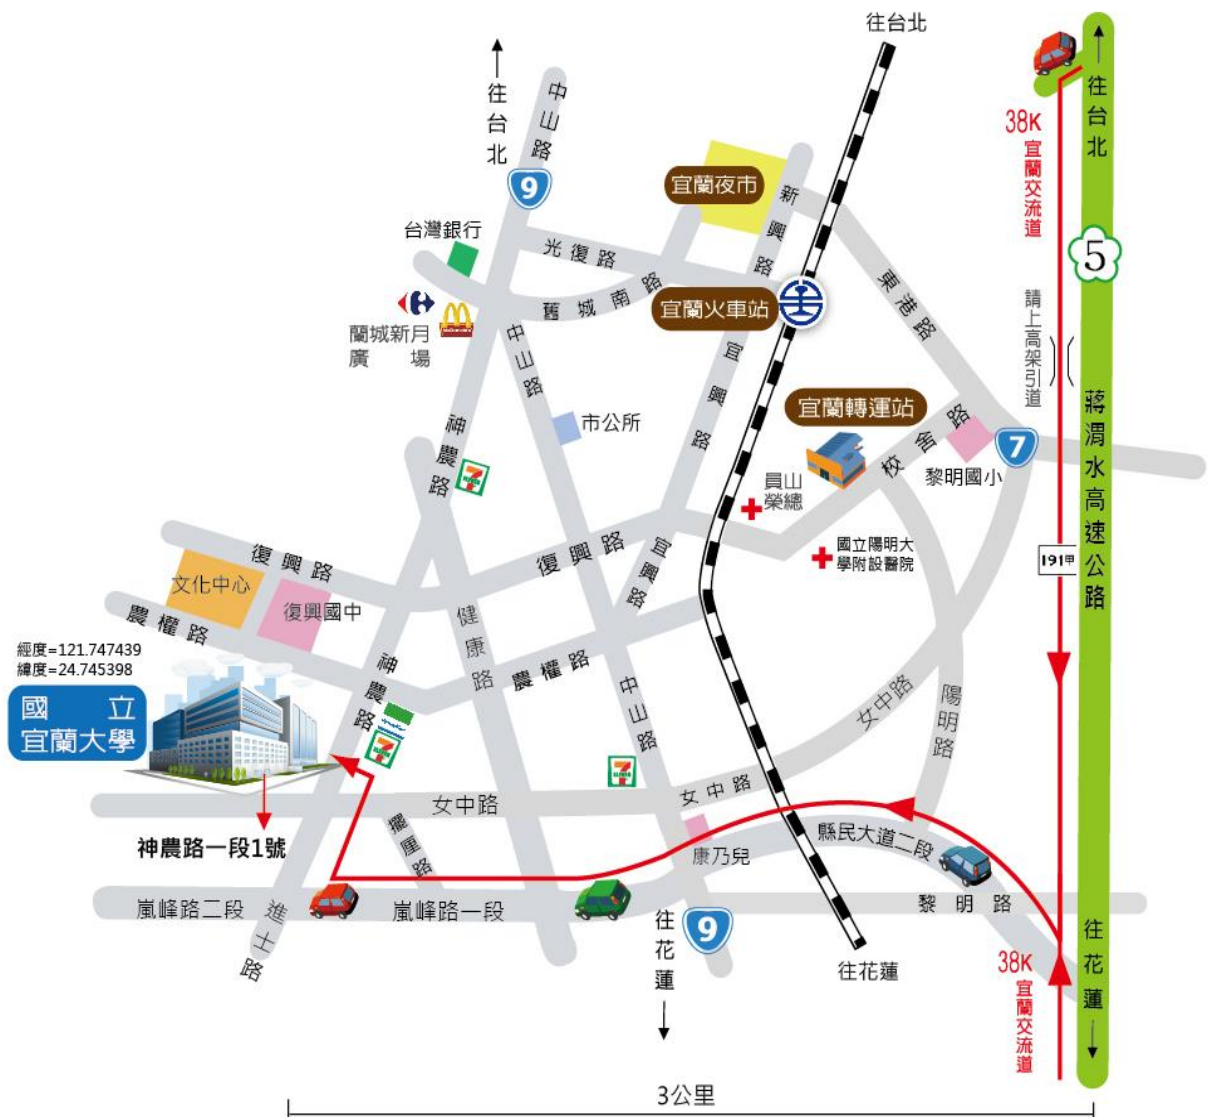 往台北
往台北
中山路
9
38K
宜蘭交流道
往台北
宜蘭夜市
新興路
台灣銀行
光復路
舊城南路
宜蘭火車站
東港路
5
請上高架引道
蘭城新月
廣場
McDonald's
中山路
宜興路
宜蘭轉運站
市公所
神農路
7
ELEVEN
校舍路
7
黎明國小
蔣渭水高速公路
員山
榮總
國立陽明大
學附設醫院
191甲
復興路
復興路
宜興路
文化中心
復興國中
農權路
健康路
農權路
經度=121.747439
緯度=24.745398
國立
宜蘭大學
神農路
7
ELEVEN
中山路
7
ELEVEN
女中路
陽明路
女中路
女中路
神農路一段1號
擺厘路
康乃兒
縣民大道二段
嵐峰路二段
進士路
嵐峰路一段
黎明路
往花蓮
9
往花蓮
38K
宜蘭交流道
往花蓮
3公里